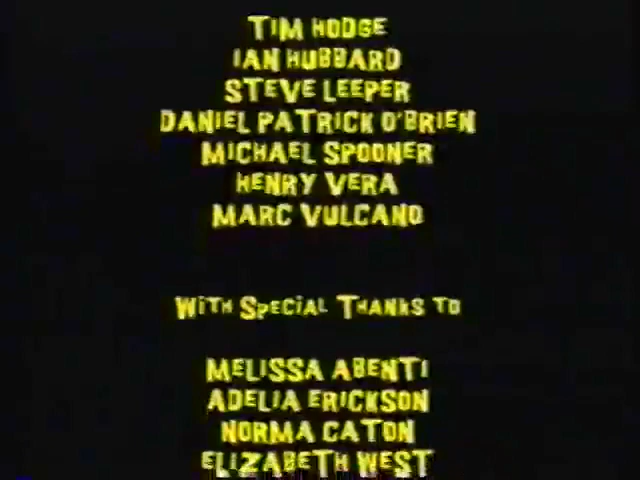 TIM HODGE
IAN HUBBARD
STEVE LEEPER
DANIEL PATRICK O'BRIEN
MICHAEL SPOONER
HENRY VERA
MARC VULCANO
WITH SPECIAL THANKS TO
MELISSA ABENTI
ADELIA ERICKSON
NORMA CATON
ELIZABETH WEST